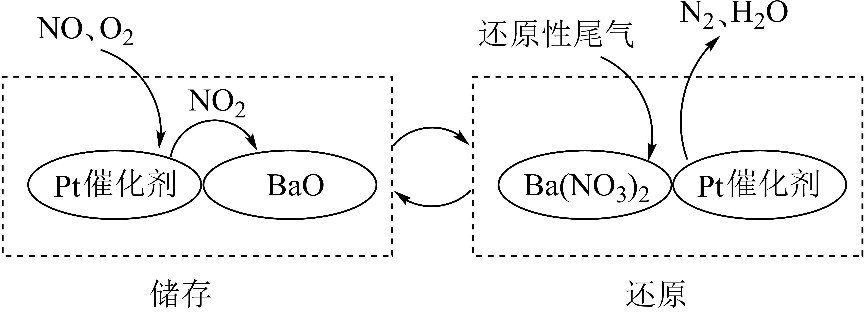 NO、O2
NO2
Pt催化剂
BaO
储存
还原性尾气
N2、H2O
Ba(NO3)2
Pt催化剂
还原